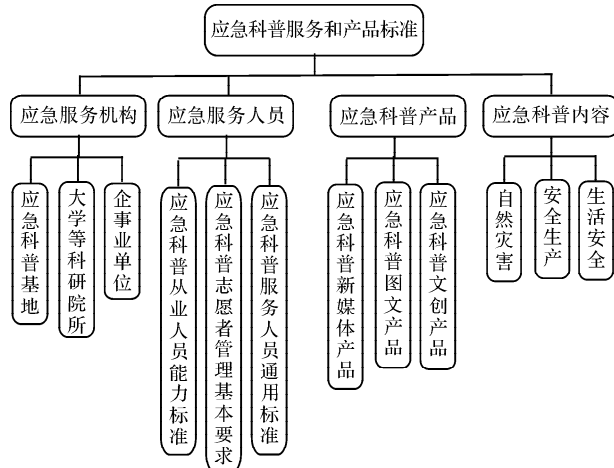 应急科普服务和产品标准
应急服务机构
应急服务人员
应急科普产品
应急科普内容
应急科普基地
大学等科研院所
企事业单位
应急科普从业人员能力标准
应急科普志愿者管理基本要求
应急科普服务人员通用标准
应急科普新媒体产品
应急科普图文产品
应急科普文创产品
自然灾害
安全生产
生活安全